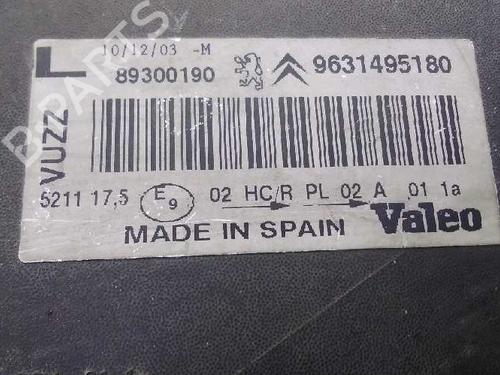 L 10/12/03 -M
89300190 9631495180
VUZZ
5211 17,5 E9 02 HC/R PL 02 A 01 1a
MADE IN SPAIN Valeo
B-PARTS